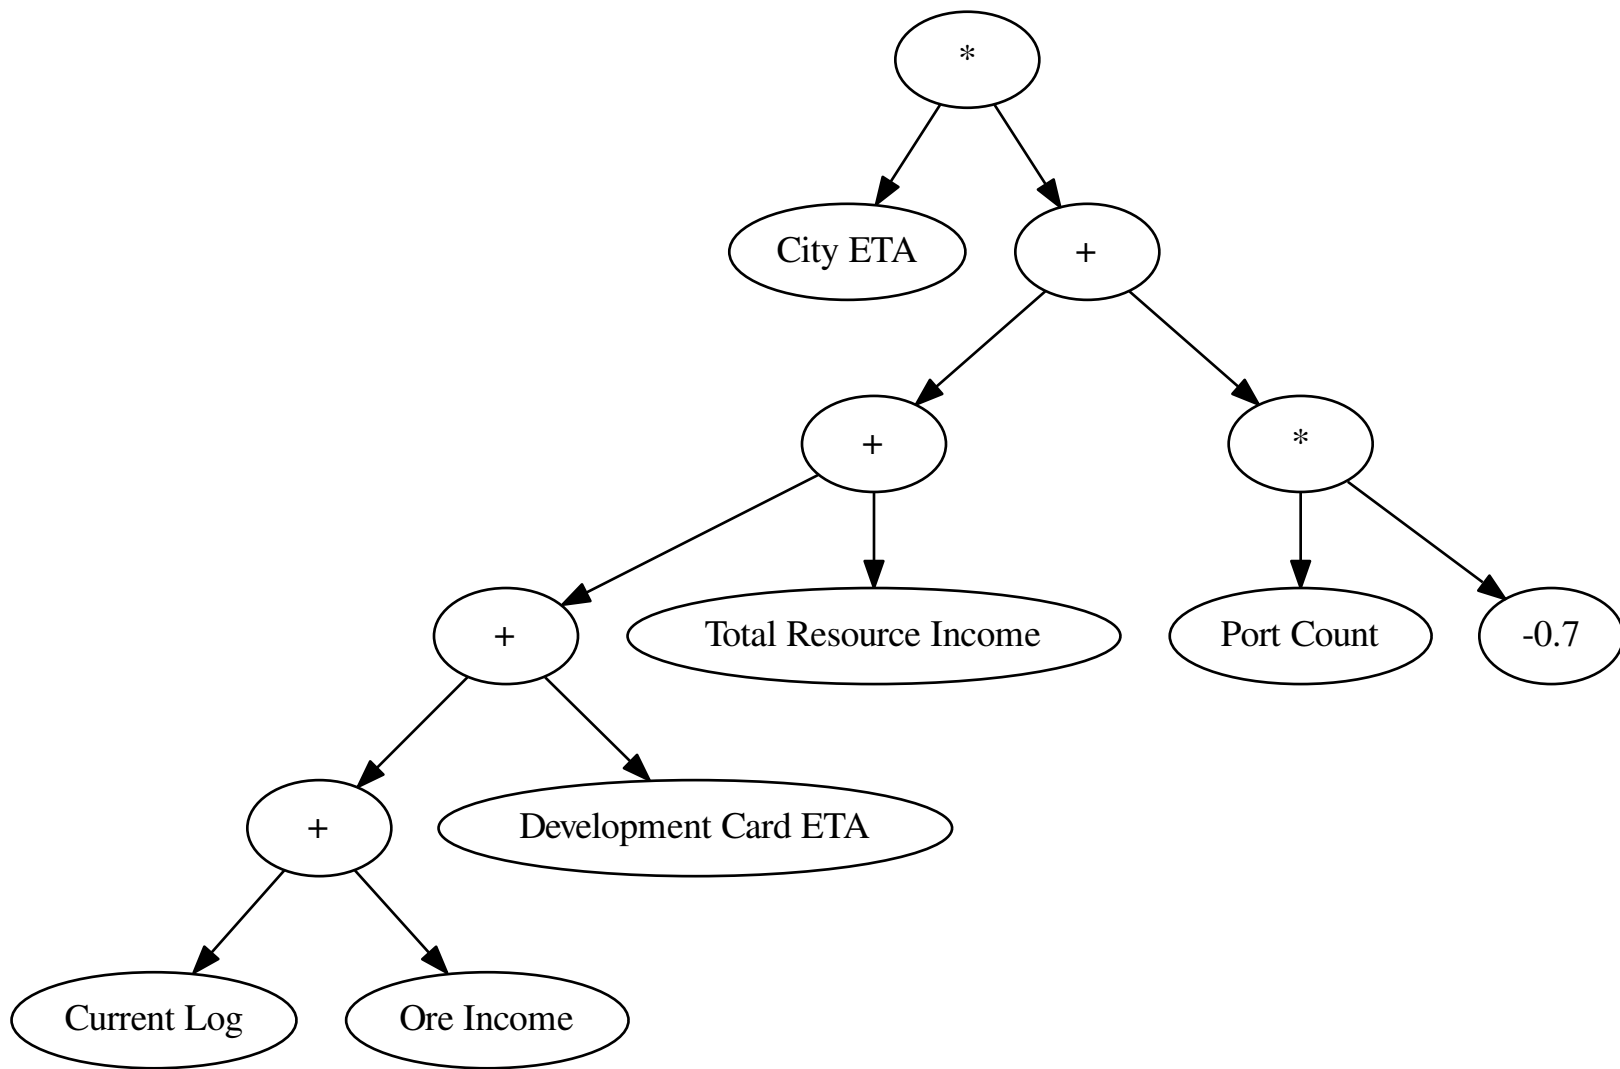 *
City ETA
+
+
*
+
Total Resource Income
Port Count
-0.7
+
Development Card ETA
Current Log
Ore Income